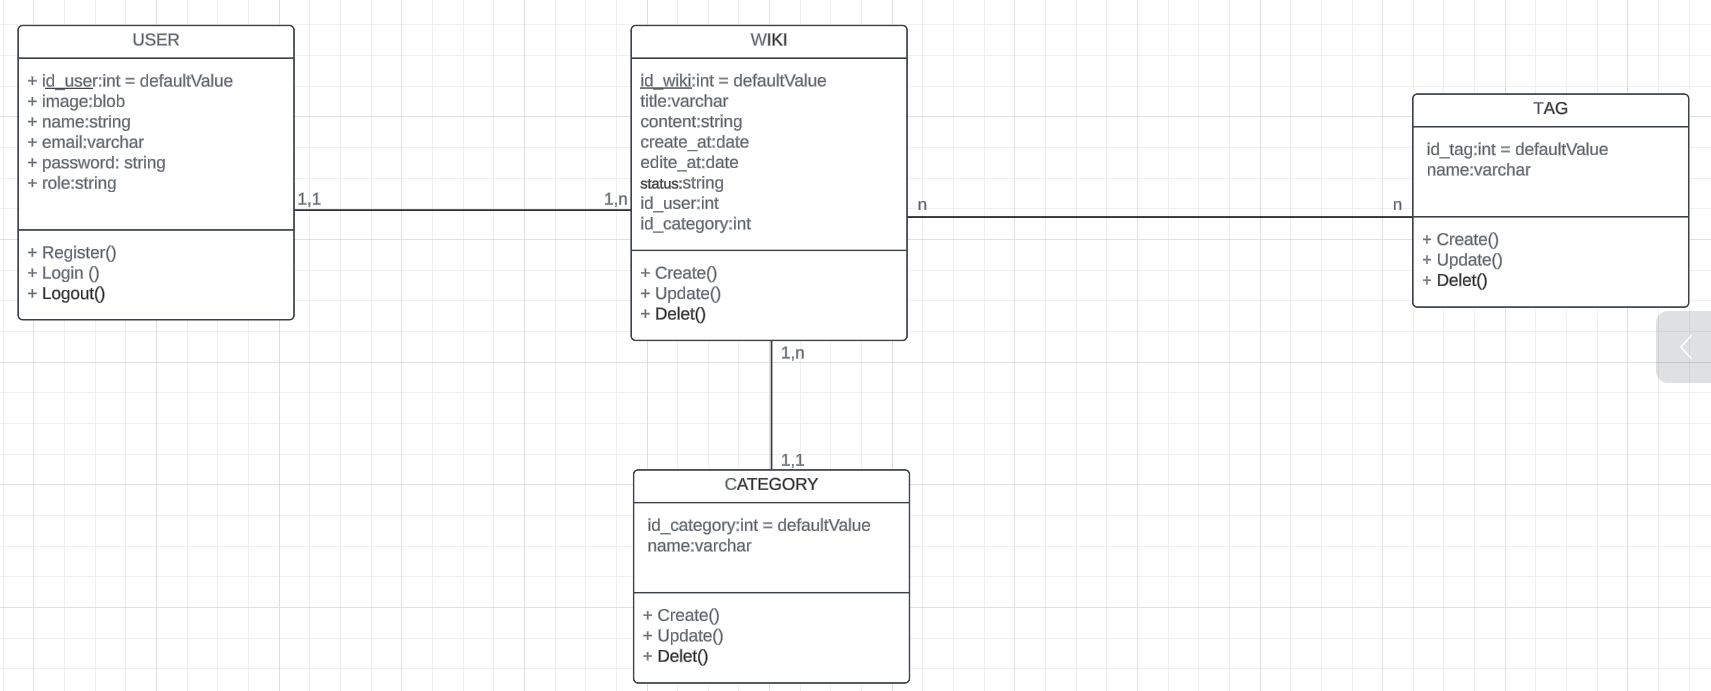 USER
+ id_user:int = defaultValue
+ image:blob
+ name:string
+ email:varchar
+ password: string
+ role:string
+ Register()
+ Login ()
+ Logout()
1,1
1,n
WIKI
id_wiki:int = defaultValue
title:varchar
content:string
create_at:date
edite_at:date
status:string
id_user:int
id_category:int
+ Create()
+ Update()
+ Delet()
n
n
TAG
id_tag:int = defaultValue
name:varchar
+ Create()
+ Update()
+ Delet()
1,n
1,1
CATEGORY
id_category:int = defaultValue
name:varchar
+ Create()
+ Update()
+ Delet()